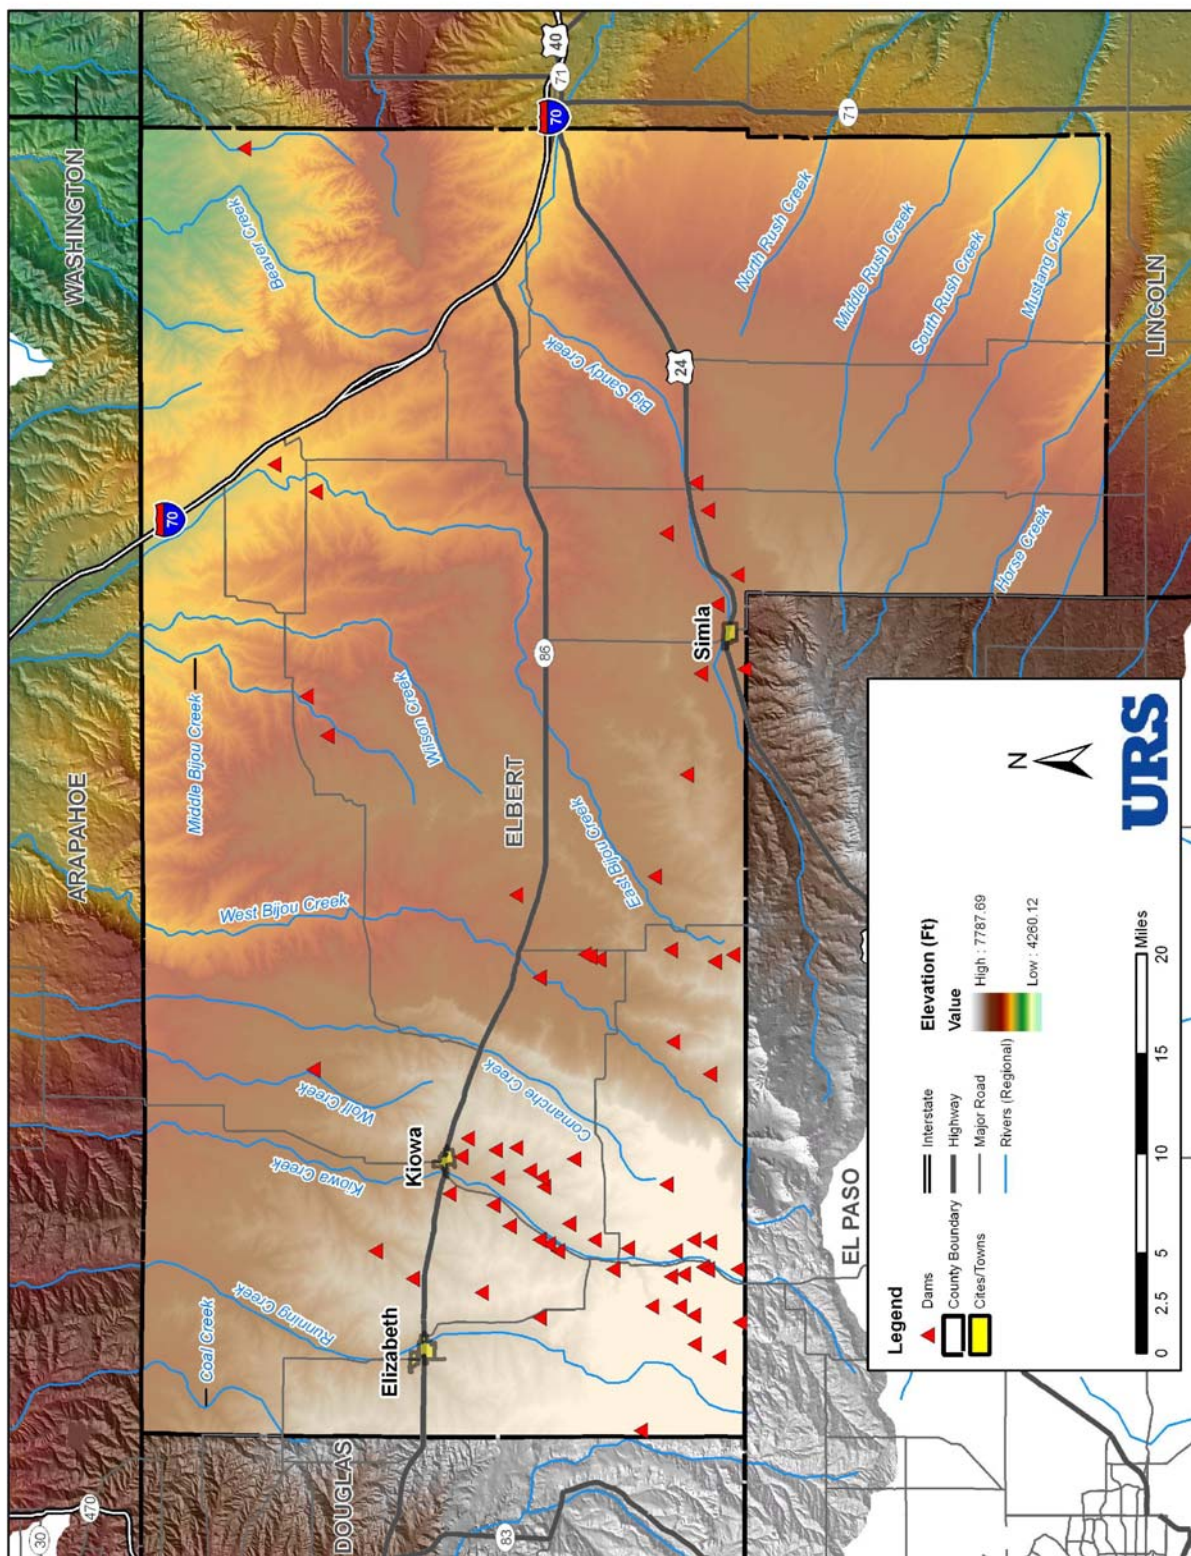 WASHINGTON
ARAPAHOE
DOUGLAS
ELBERT
EL PASO
LINCOLN
30
470
83
70
70
40
71
71
86
24
Coal Creek
Running Creek
Kiowa Creek
Wolf Creek
Comanche Creek
West Bijou Creek
Middle Bijou Creek
Wilson Creek
East Bijou Creek
Beaver Creek
Big Sandy Creek
North Rush Creek
Middle Rush Creek
South Rush Creek
Mustang Creek
Horse Creek
Elizabeth
Kiowa
Simla
Legend
Dams
County Boundary
Cites/Towns
Interstate
Highway
Major Road
Rivers (Regional)
Elevation (Ft)
Value
High : 7787.69
Low : 4260.12
N
0 2.5 5 10 15 20
Miles
URS